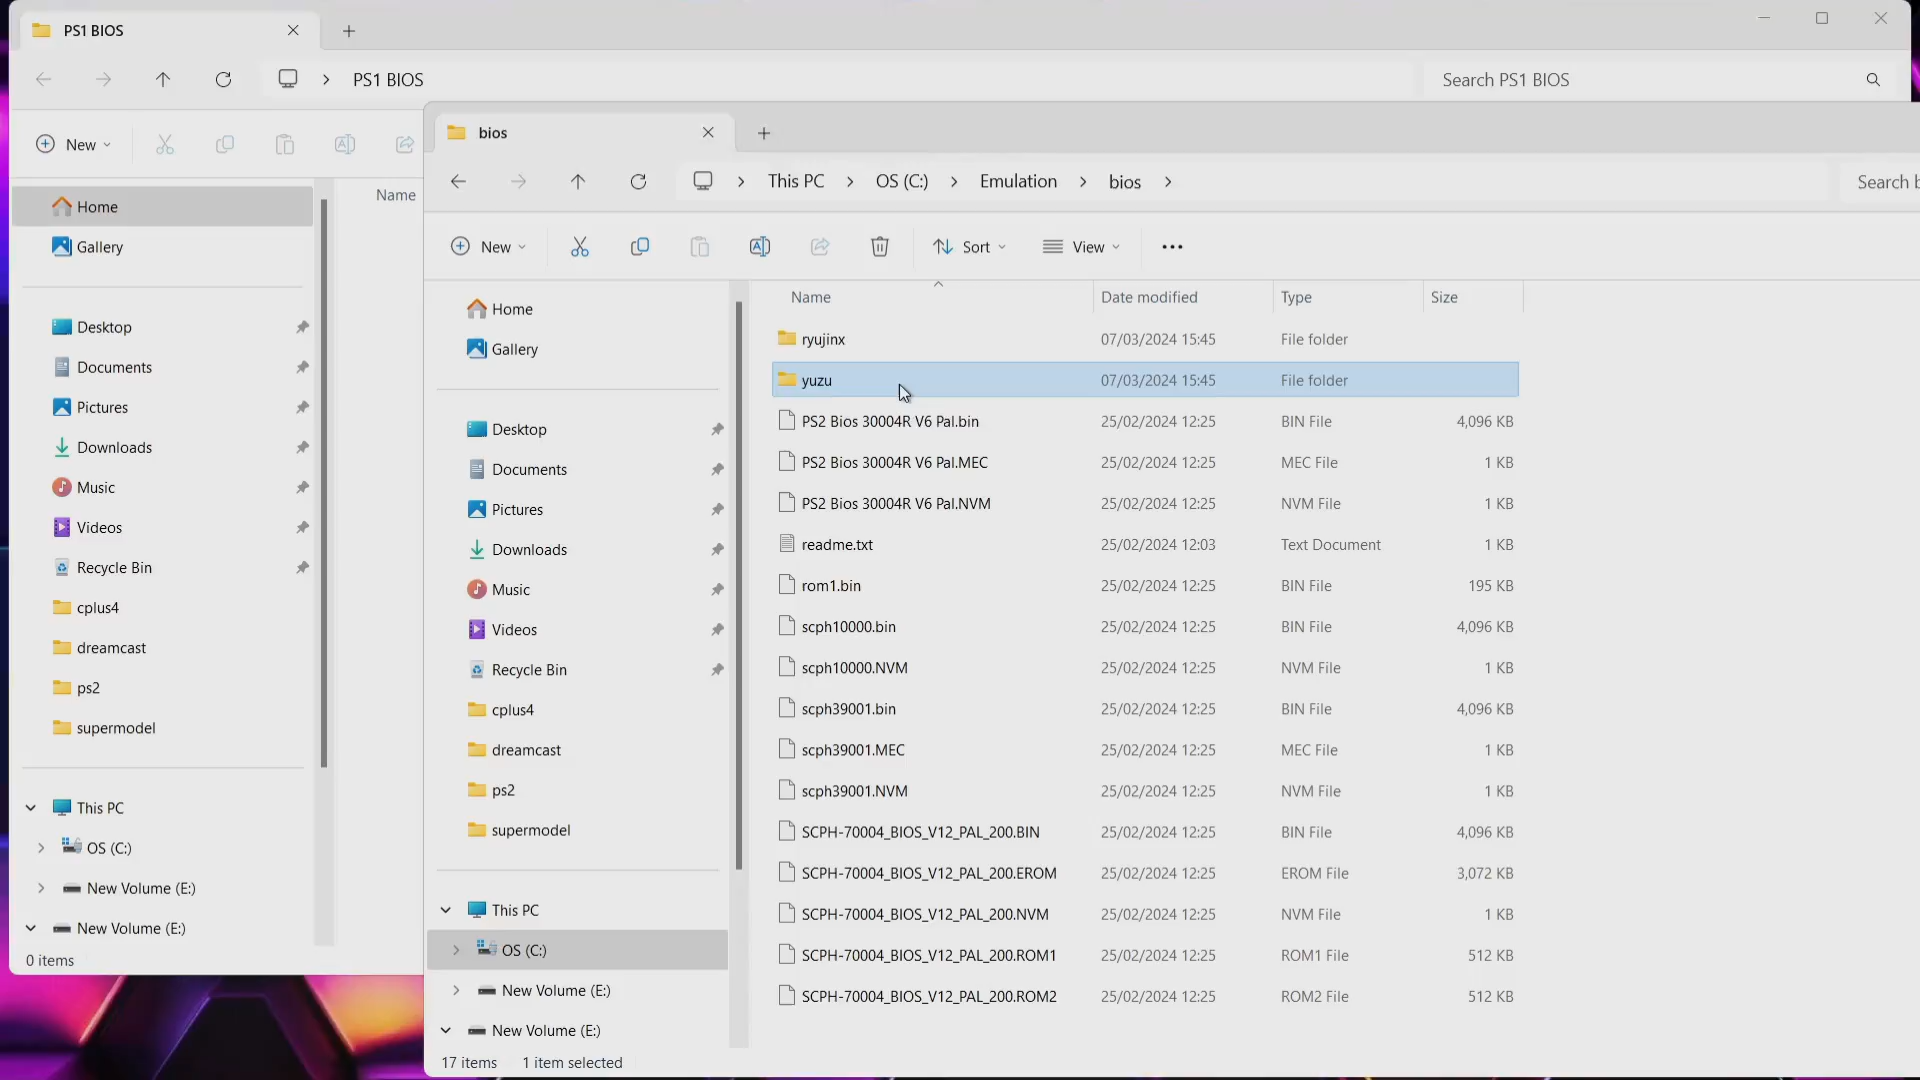 PS1 BIOS
PS1 BIOS
Search PS1 BIOS
New
Name
Home
Gallery
Desktop
Documents
Pictures
Downloads
Music
Videos
Recycle Bin
cplus4
dreamcast
ps2
supermodel
This PC
OS (C:)
New Volume (E:)
New Volume (E:)
0 items
bios
This PC > OS (C:) > Emulation > bios >
Search b
New
Sort
View
Home
Gallery
Desktop
Documents
Pictures
Downloads
Music
Videos
Recycle Bin
cplus4
dreamcast
ps2
supermodel
This PC
OS (C:)
New Volume (E:)
New Volume (E:)
Name Date modified Type Size
ryujinx 07/03/2024 15:45 File folder
yuzu 07/03/2024 15:45 File folder
PS2 Bios 30004R V6 Pal.bin 25/02/2024 12:25 BIN File 4,096 KB
PS2 Bios 30004R V6 Pal.MEC 25/02/2024 12:25 MEC File 1 KB
PS2 Bios 30004R V6 Pal.NVM 25/02/2024 12:25 NVM File 1 KB
readme.txt 25/02/2024 12:03 Text Document 1 KB
rom1.bin 25/02/2024 12:25 BIN File 195 KB
scph10000.bin 25/02/2024 12:25 BIN File 4,096 KB
scph10000.NVM 25/02/2024 12:25 NVM File 1 KB
scph39001.bin 25/02/2024 12:25 BIN File 4,096 KB
scph39001.MEC 25/02/2024 12:25 MEC File 1 KB
scph39001.NVM 25/02/2024 12:25 NVM File 1 KB
SCPH-70004_BIOS_V12_PAL_200.BIN 25/02/2024 12:25 BIN File 4,096 KB
SCPH-70004_BIOS_V12_PAL_200.EROM 25/02/2024 12:25 EROM File 3,072 KB
SCPH-70004_BIOS_V12_PAL_200.NVM 25/02/2024 12:25 NVM File 1 KB
SCPH-70004_BIOS_V12_PAL_200.ROM1 25/02/2024 12:25 ROM1 File 512 KB
SCPH-70004_BIOS_V12_PAL_200.ROM2 25/02/2024 12:25 ROM2 File 512 KB
17 items 1 item selected